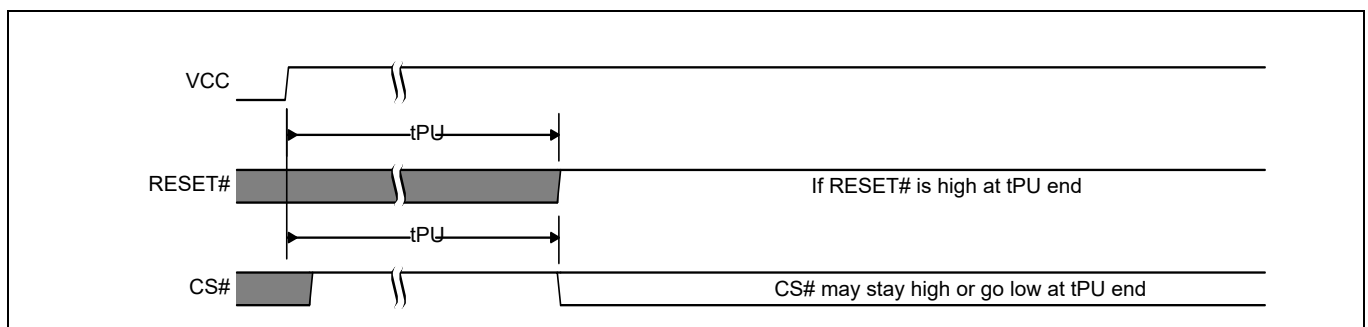 VCC
tPU
RESET#
If RESET# is high at tPU end
tPU
CS#
CS# may stay high or go low at tPU end